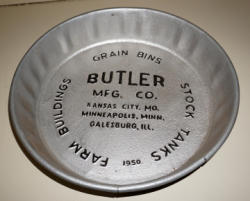 GRAIN BINS
BUTLER
MFG. CO.
KANSAS CITY, MO.
MINNEAPOLIS, MINN.
GALESBURG, ILL.
FARM BUILDINGS
STOCK TANKS
1950